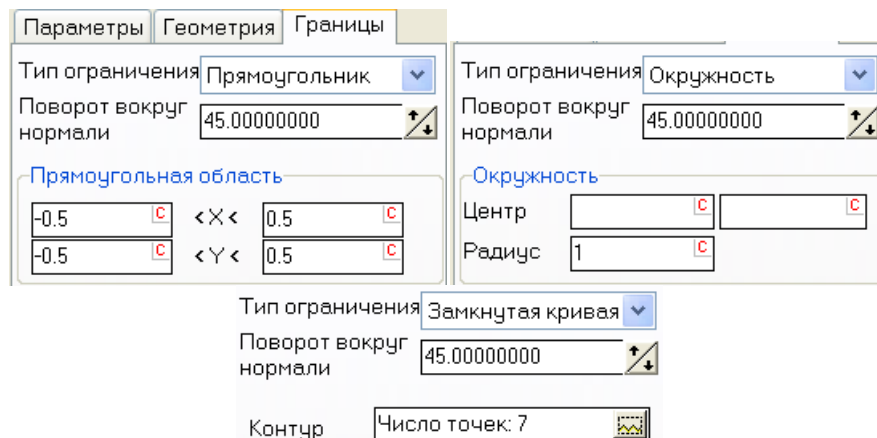 Параметры Геометрия Границы
Тип ограничения Прямоугольник
Поворот вокруг нормали 45.00000000
Прямоугольная область
-0.5 C <X< 0.5 C
-0.5 C <Y< 0.5 C
Тип ограничения Окружность
Поворот вокруг нормали 45.00000000
Окружность
Центр C C
Радиус 1 C
Тип ограничения Замкнутая кривая
Поворот вокруг нормали 45.00000000
Контур Число точек: 7